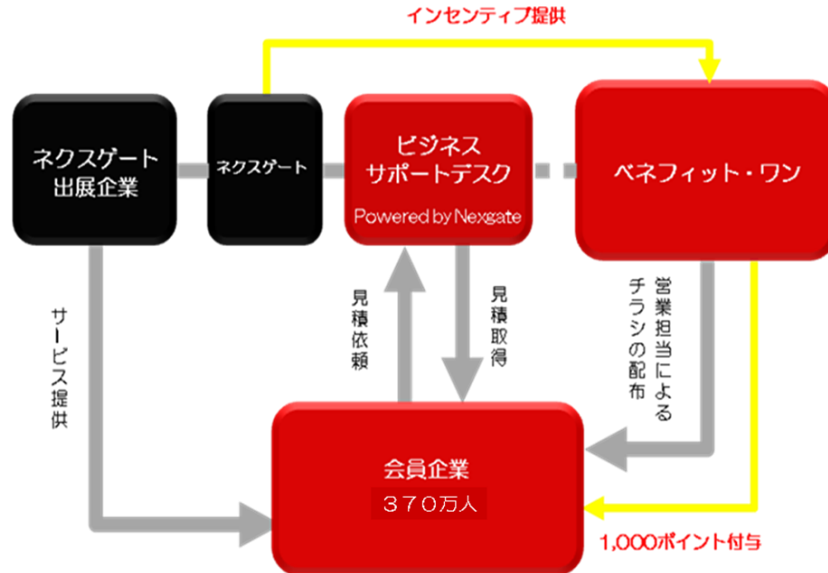 インセンティブ提供
ネクスゲート
出展企業
ネクスゲート
ビジネス
サポートデスク
Powered by Nexgate
ベネフィット・ワン
サービス提供
見積依頼
見積取得
営業担当による
チラシの配布
会員企業
３７０万人
1,000ポイント付与